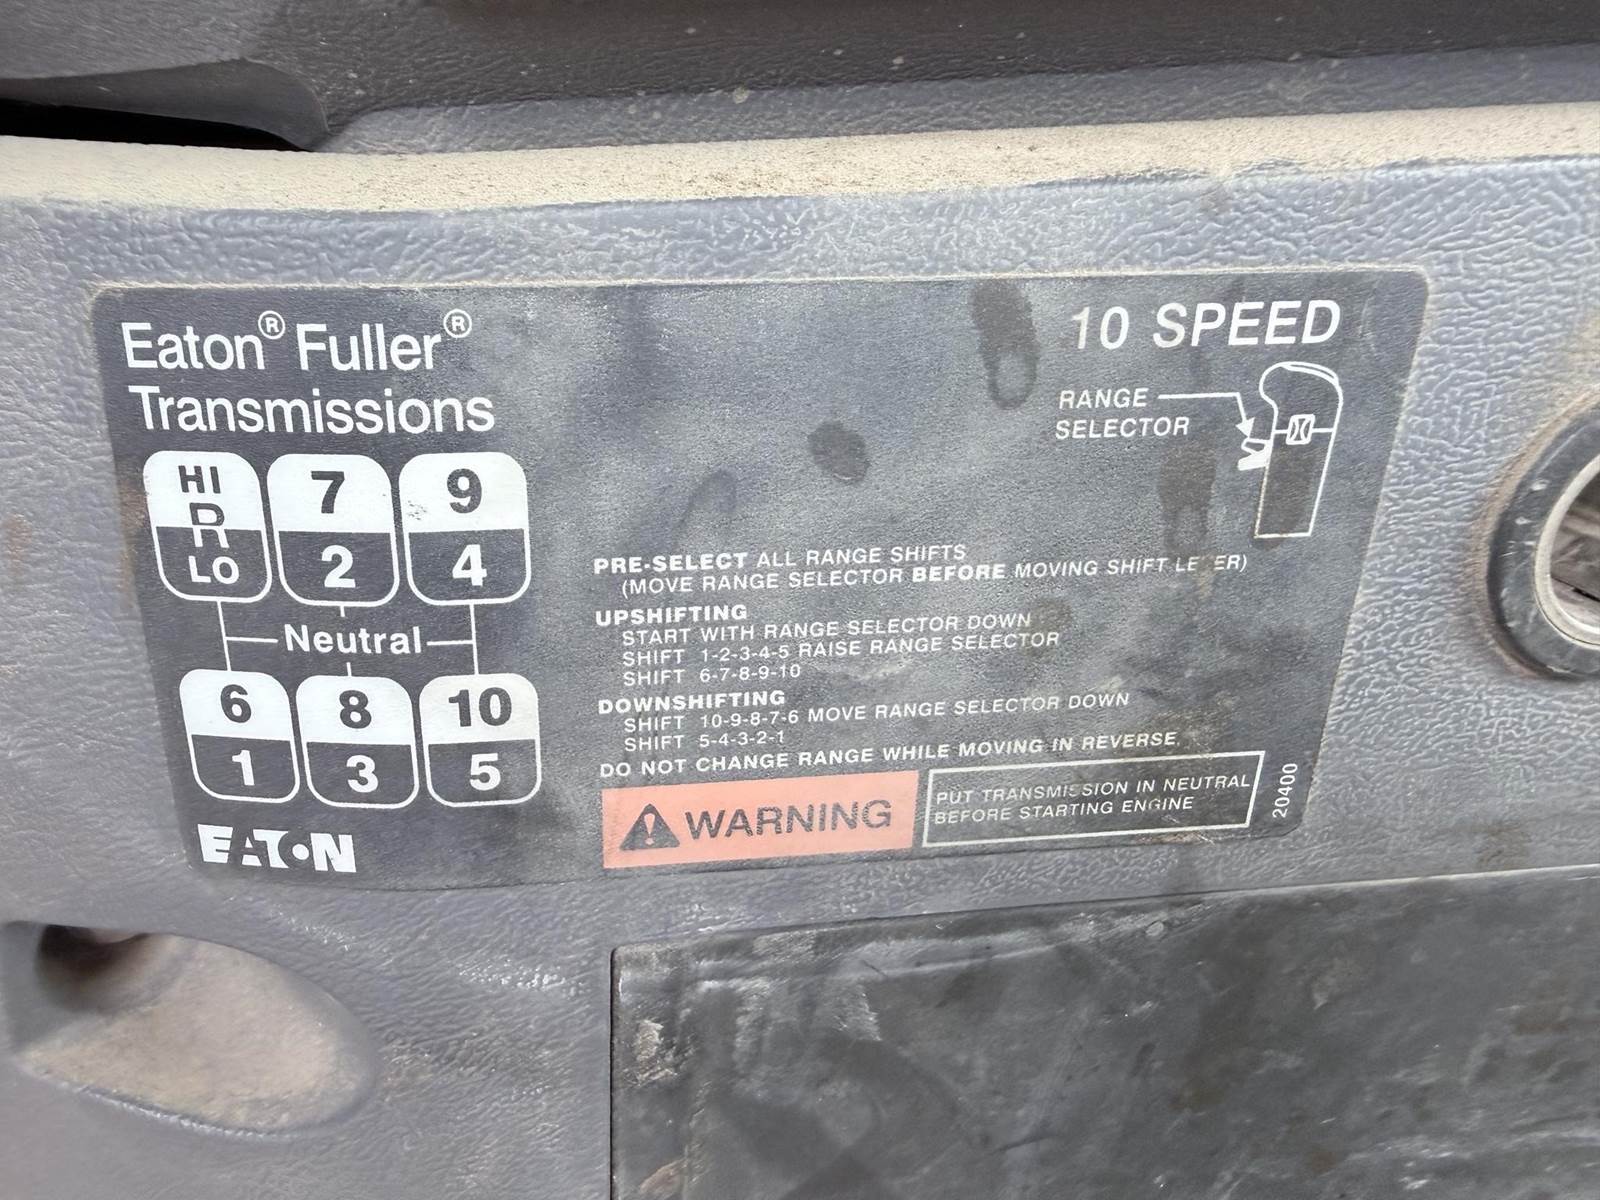 Eaton® Fuller®
Transmissions
10 SPEED
RANGE
SELECTOR
HI
R
LO
7
2
9
4
Neutral
6
1
8
3
10
5
EATON
PRE-SELECT ALL RANGE SHIFTS
(MOVE RANGE SELECTOR BEFORE MOVING SHIFT LE ER)
UPSHIFTING
START WITH RANGE SELECTOR DOWN
SHIFT 1-2-3-4-5 RAISE RANGE SELECTOR
SHIFT 6-7-8-9-10
DOWNSHIFTING
SHIFT 10-9-8-7-6 MOVE RANGE SELECTOR DOWN
SHIFT 5-4-3-2-1
DO NOT CHANGE RANGE WHILE MOVING IN REVERSE.
WARNING
PUT TRANSMISSION IN NEUTRAL
BEFORE STARTING ENGINE
20400